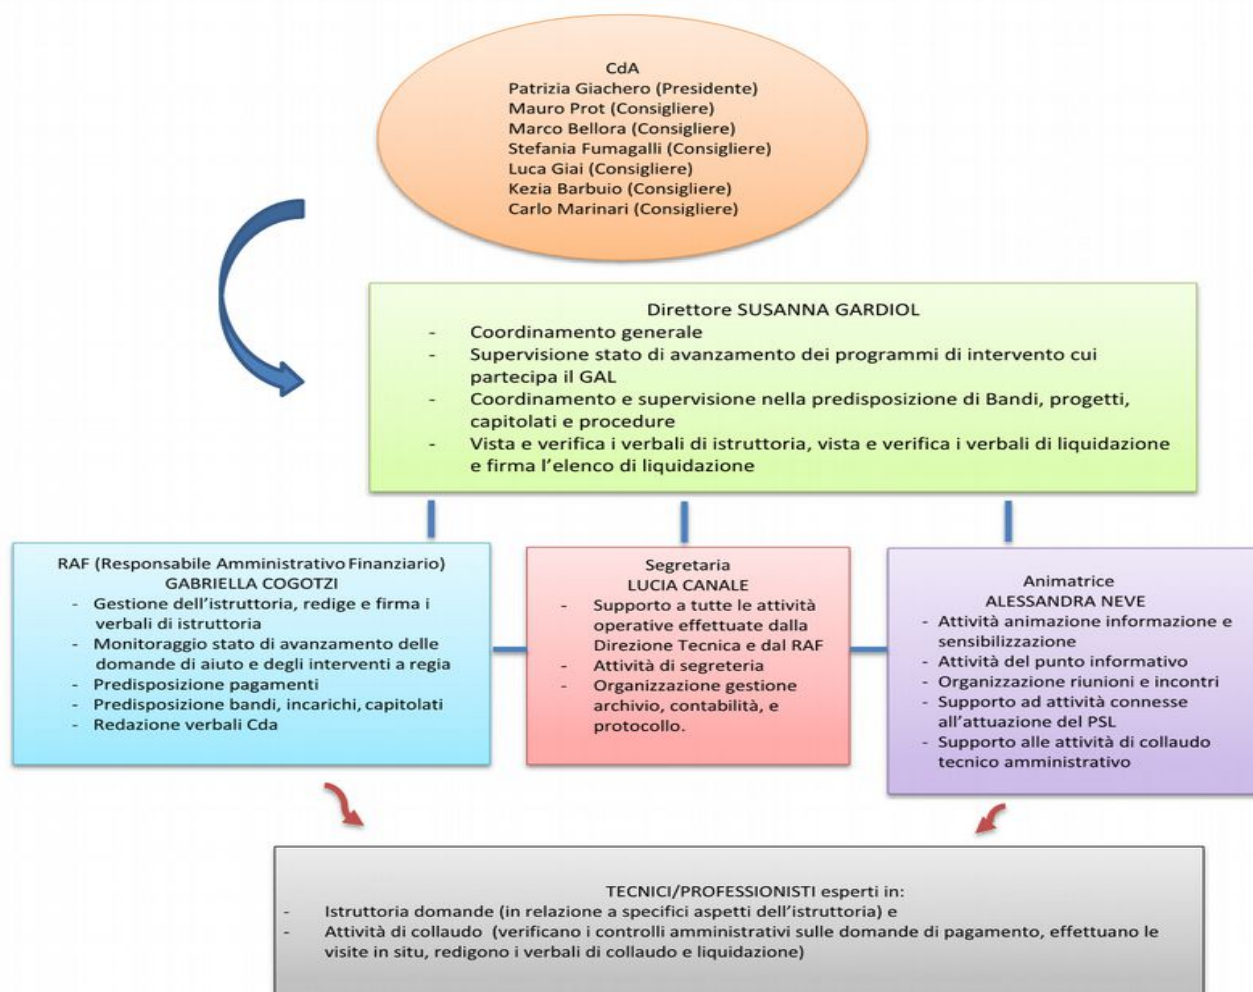 CdA
Patrizia Giachero (Presidente)
Mauro Prot (Consigliere)
Marco Bellora (Consigliere)
Stefania Fumagalli (Consigliere)
Luca Giai (Consigliere)
Kezia Barbuio (Consigliere)
Carlo Marinari (Consigliere)
Direttore SUSANNA GARDIOL
- Coordinamento generale
- Supervisione stato di avanzamento dei programmi di intervento cui
partecipa il GAL
- Coordinamento e supervisione nella predisposizione di Bandi, progetti,
capitolati e procedure
- Vista e verifica i verbali di istruttoria, vista e verifica i verbali di liquidazione
e firma l'elenco di liquidazione
RAF (Responsabile Amministrativo Finanziario)
GABRIELLA COGOTZI
- Gestione dell'istruttoria, redige e firma i
verbali di istruttoria
- Monitoraggio stato di avanzamento delle
domande di aiuto e degli interventi a regia
- Predisposizione pagamenti
- Predisposizione bandi, incarichi, capitolati
- Redazione verbali Cda
Segretaria
LUCIA CANALE
- Supporto a tutte le attività
operative effettuate dalla
Direzione Tecnica e dal RAF
- Attività di segreteria
- Organizzazione gestione
archivio, contabilità, e
protocollo.
Animatrice
ALESSANDRA NEVE
- Attività animazione informazione e
sensibilizzazione
- Attività del punto informativo
- Organizzazione riunioni e incontri
- Supporto ad attività connesse
all'attuazione del PSL
- Supporto alle attività di collaudo
tecnico amministrativo
TECNICI/PROFESSIONISTI esperti in:
- Istruttoria domande (in relazione a specifici aspetti dell'istruttoria) e
- Attività di collaudo (verificano i controlli amministrativi sulle domande di pagamento, effettuano le
visite in situ, redigono i verbali di collaudo e liquidazione)